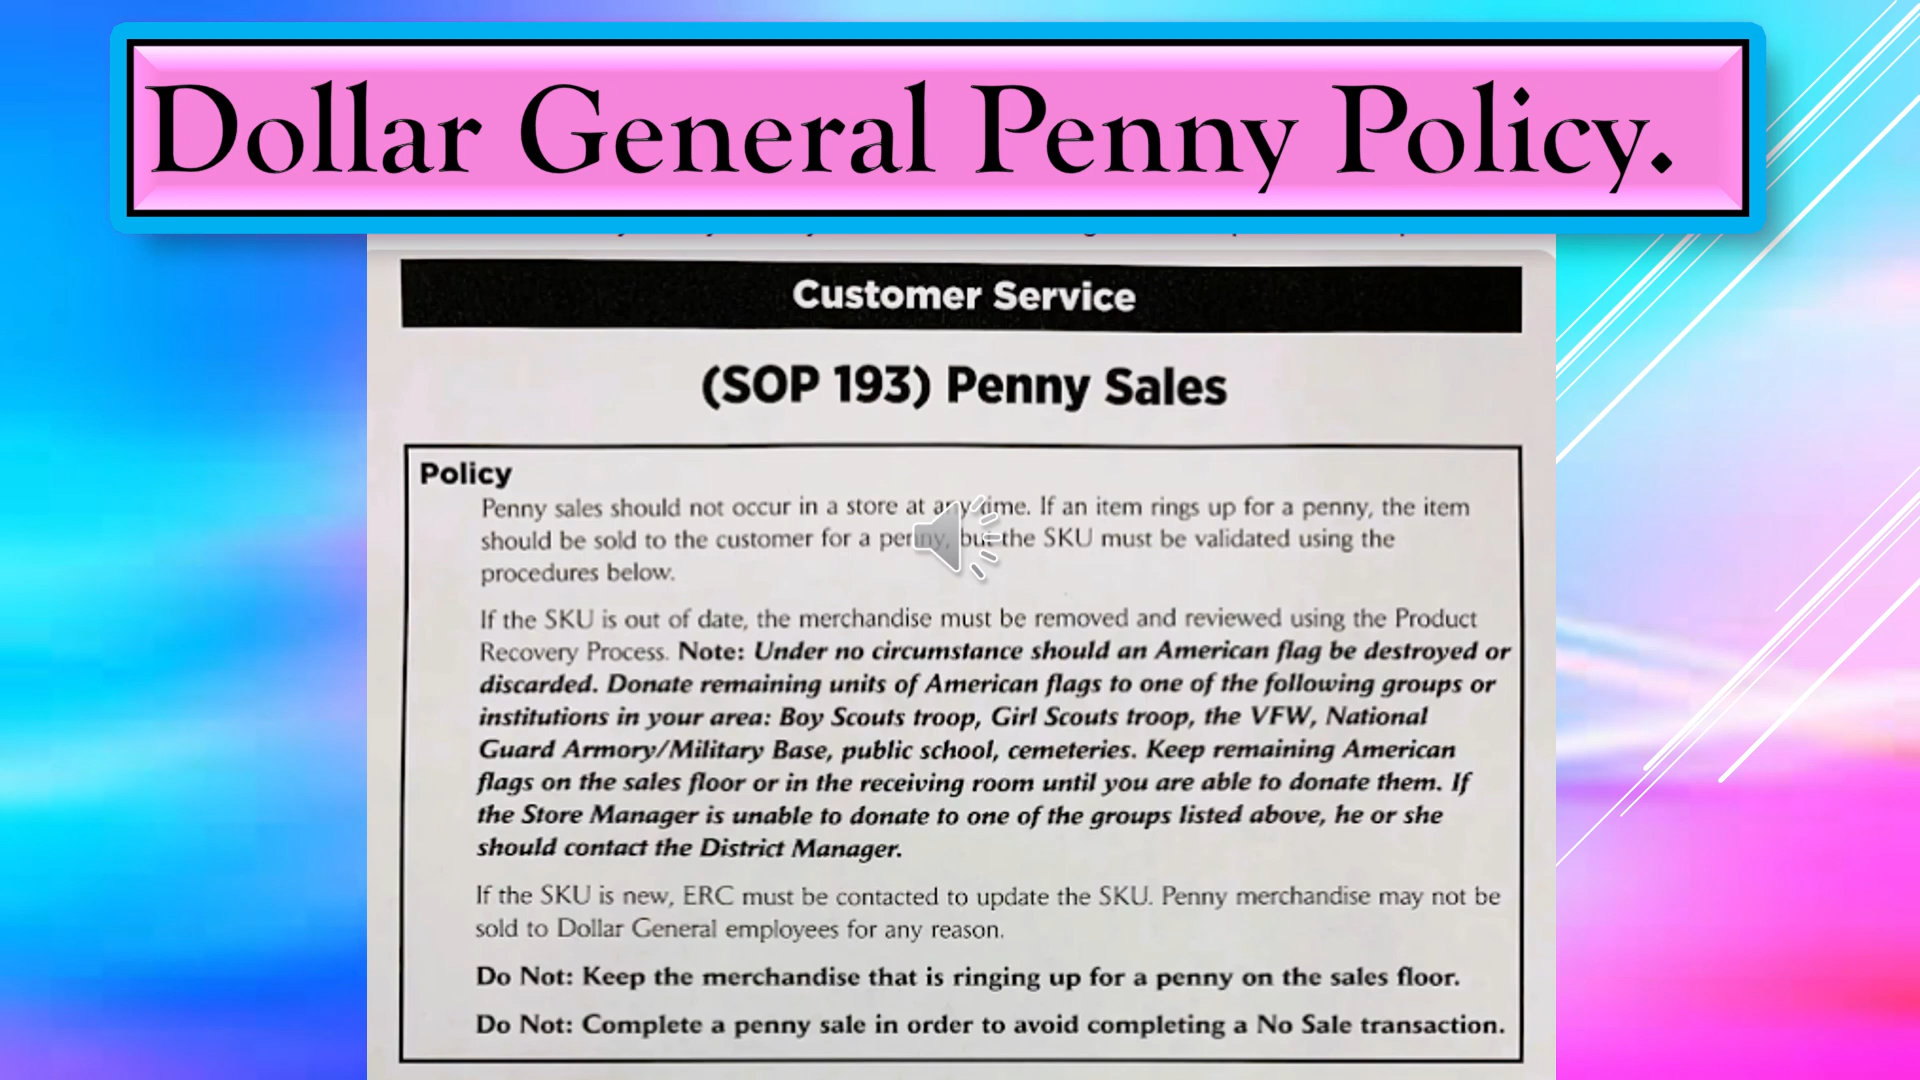 Dollar General Penny Policy.
Customer Service
(SOP 193) Penny Sales
Policy
Penny sales should not occur in a store at any time. If an item rings up for a penny, the item
should be sold to the customer for a penny, but the SKU must be validated using the
procedures below.
If the SKU is out of date, the merchandise must be removed and reviewed using the Product
Recovery Process. Note: Under no circumstance should an American flag be destroyed or
discarded. Donate remaining units of American flags to one of the following groups or
institutions in your area: Boy Scouts troop, Girl Scouts troop, the VFW, National
Guard Armory/Military Base, public school, cemeteries. Keep remaining American
flags on the sales floor or in the receiving room until you are able to donate them. If
the Store Manager is unable to donate to one of the groups listed above, he or she
should contact the District Manager.
If the SKU is new, ERC must be contacted to update the SKU. Penny merchandise may not be
sold to Dollar General employees for any reason.
Do Not: Keep the merchandise that is ringing up for a penny on the sales floor.
Do Not: Complete a penny sale in order to avoid completing a No Sale transaction.